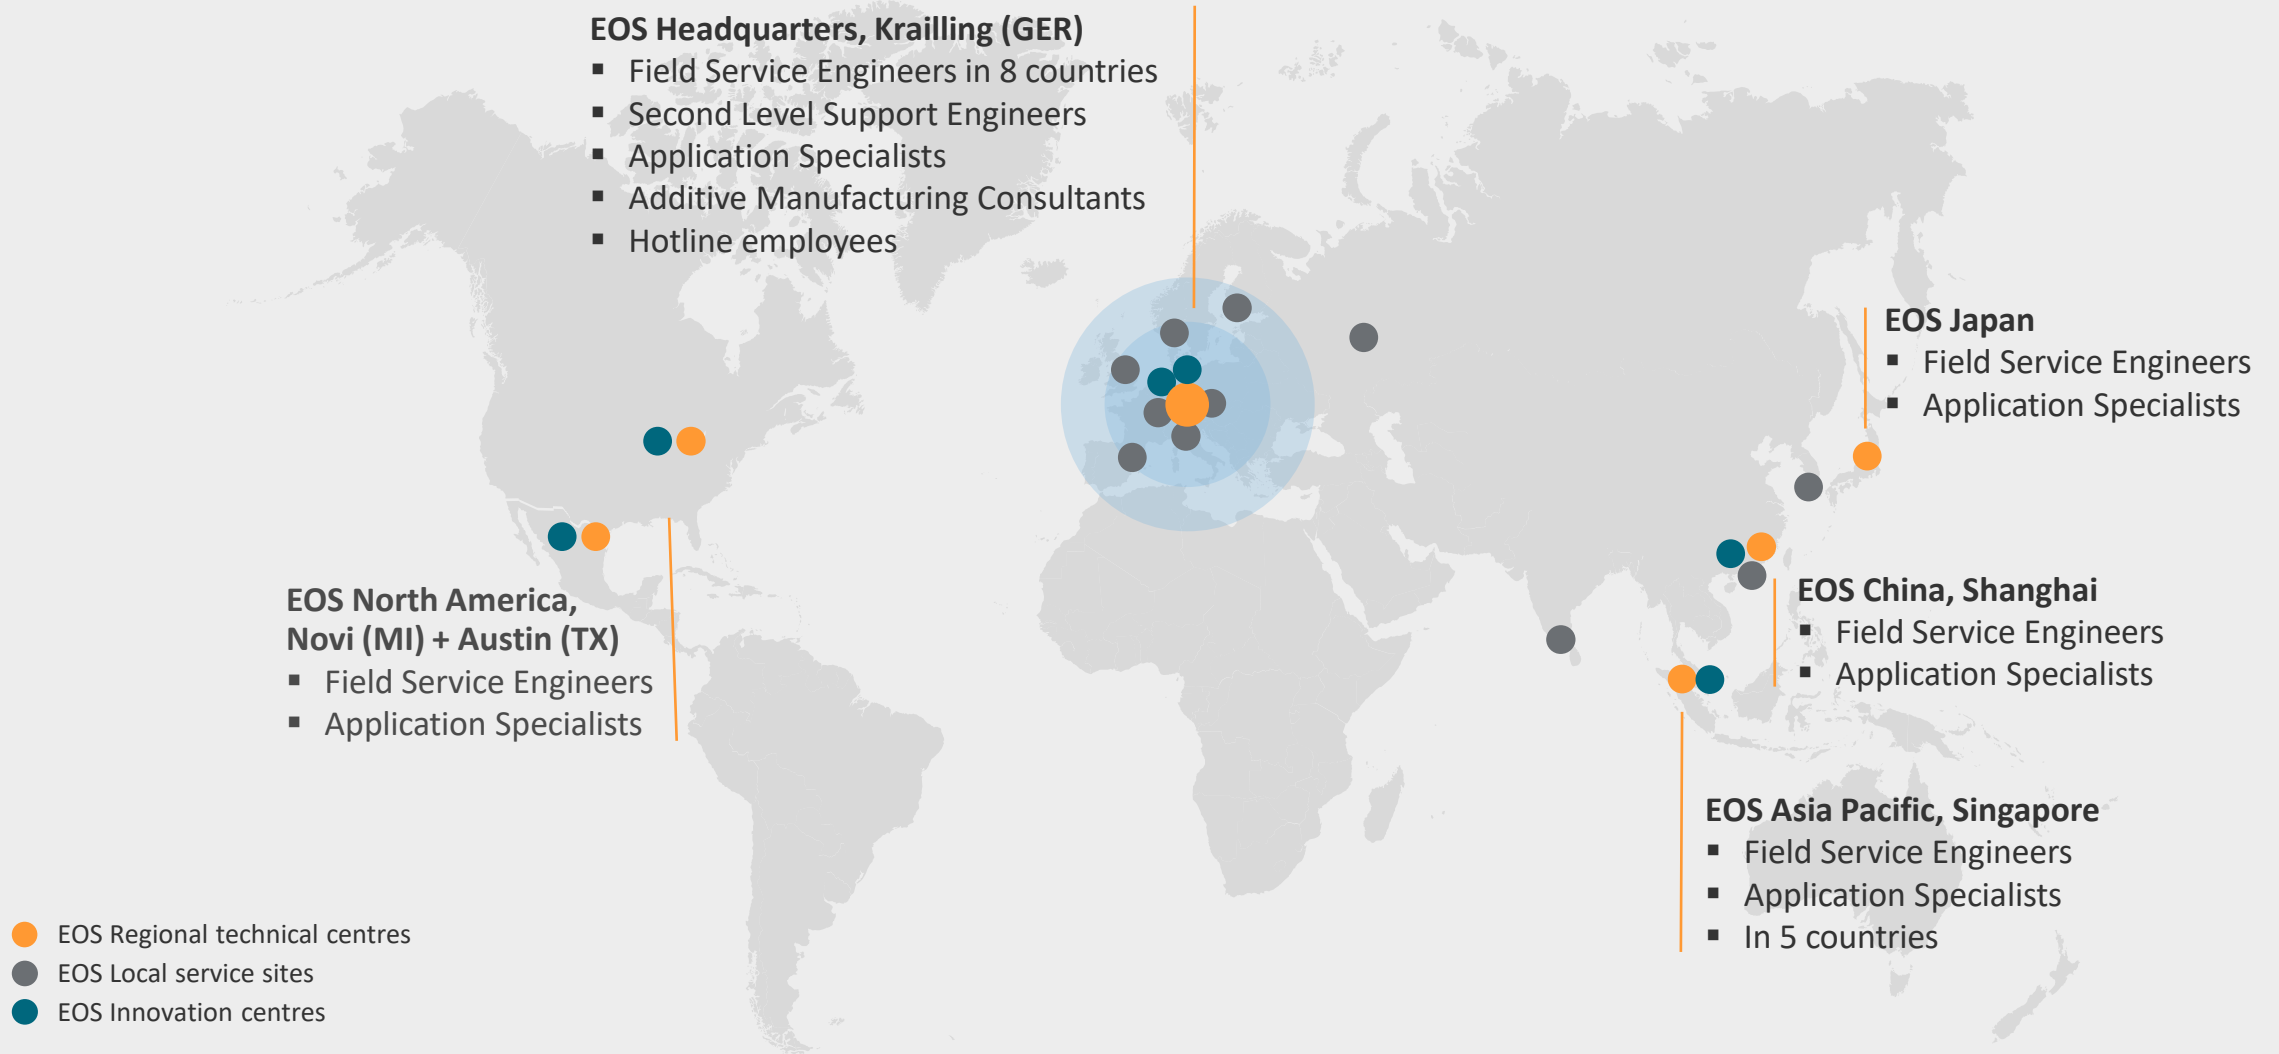 EOS Headquarters, Krailling (GER)
▪ Field Service Engineers in 8 countries
▪ Second Level Support Engineers
▪ Application Specialists
▪ Additive Manufacturing Consultants
▪ Hotline employees
EOS Japan
▪ Field Service Engineers
▪ Application Specialists
EOS North America,
Novi (MI) + Austin (TX)
▪ Field Service Engineers
▪ Application Specialists
EOS China, Shanghai
▪ Field Service Engineers
▪ Application Specialists
EOS Asia Pacific, Singapore
▪ Field Service Engineers
▪ Application Specialists
▪ In 5 countries
EOS Regional technical centres
EOS Local service sites
EOS Innovation centres